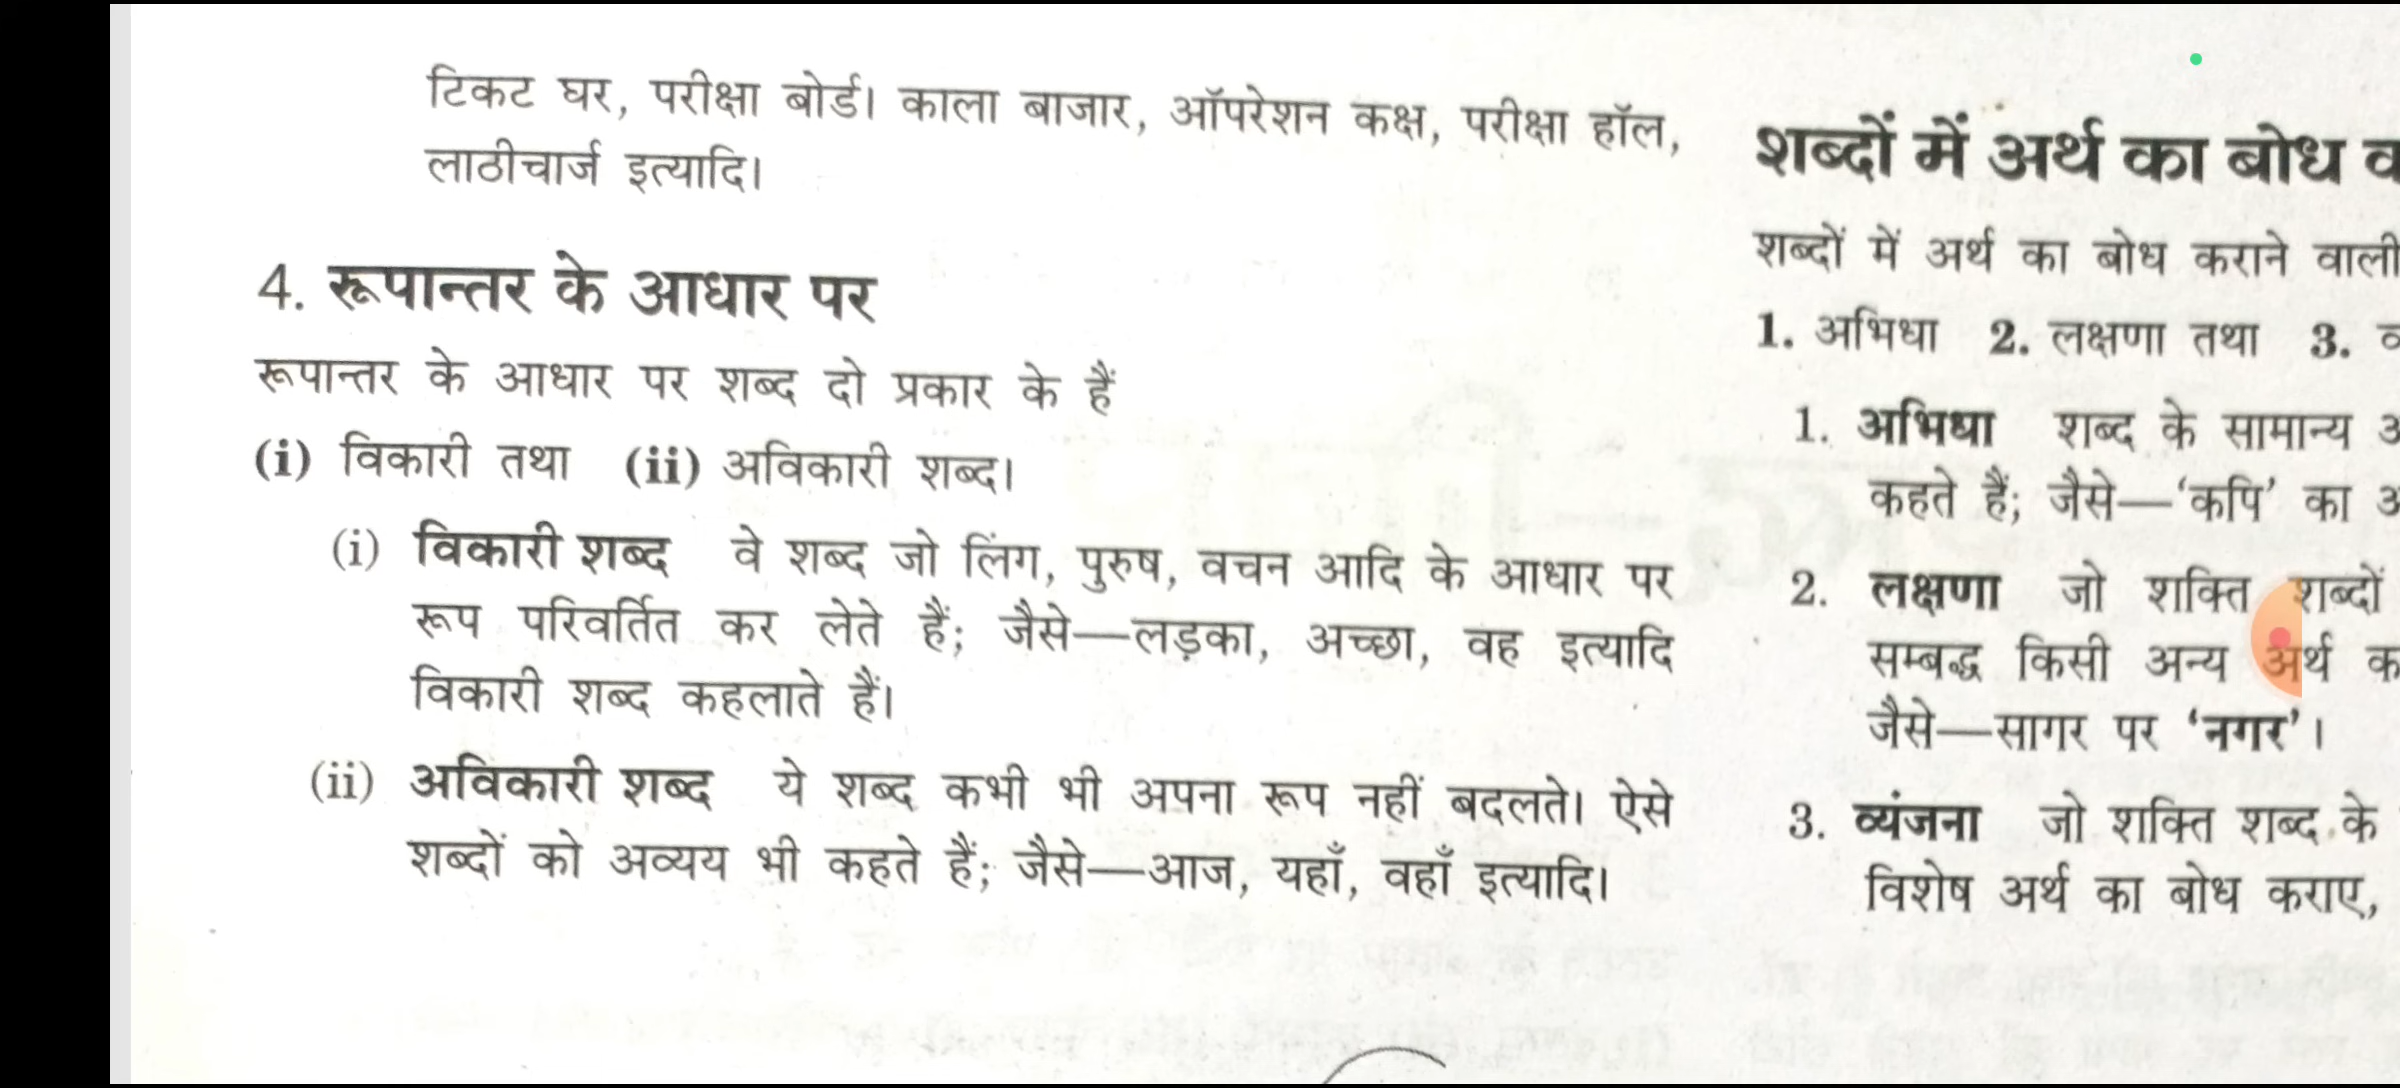 टिकट घर, परीक्षा बोर्ड। काला बाजार, ऑपरेशन कक्ष, परीक्षा हॉल,
लाठीचार्ज इत्यादि।
4. रूपान्तर के आधार पर
रूपान्तर के आधार पर शब्द दो प्रकार के हैं
(i) विकारी तथा (ii) अविकारी शब्द।
(i) विकारी शब्द वे शब्द जो लिंग, पुरुष, वचन आदि के आधार पर
रूप परिवर्तित कर लेते हैं; जैसे—लड़का, अच्छा, वह इत्यादि
विकारी शब्द कहलाते हैं।
(ii) अविकारी शब्द ये शब्द कभी भी अपना रूप नहीं बदलते। ऐसे
शब्दों को अव्यय भी कहते हैं; जैसे—आज, यहाँ, वहाँ इत्यादि।
शब्दों में अर्थ का बोध
शब्दों में अर्थ का बोध कराने वाली
1. अभिधा 2. लक्षणा तथा 3.
1. अभिधा शब्द के सामान्य
कहते हैं; जैसे—‘कपि’ का
2. लक्षणा जो शक्ति शब्दों
सम्बद्ध किसी अन्य अर्थ
जैसे—सागर पर ‘नगर’।
3. व्यंजना जो शक्ति शब्द के
विशेष अर्थ का बोध कराए,